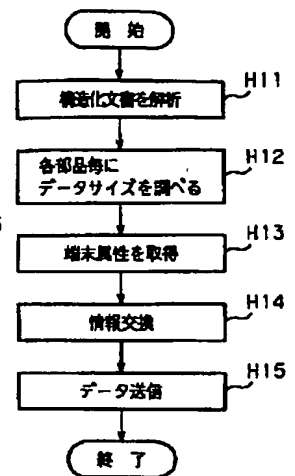 開 始
H11
構造化文書を解析
H12
各部品毎に
データサイズを調べる
H13
端末属性を取得
H14
情報交換
H15
データ送信
終 了